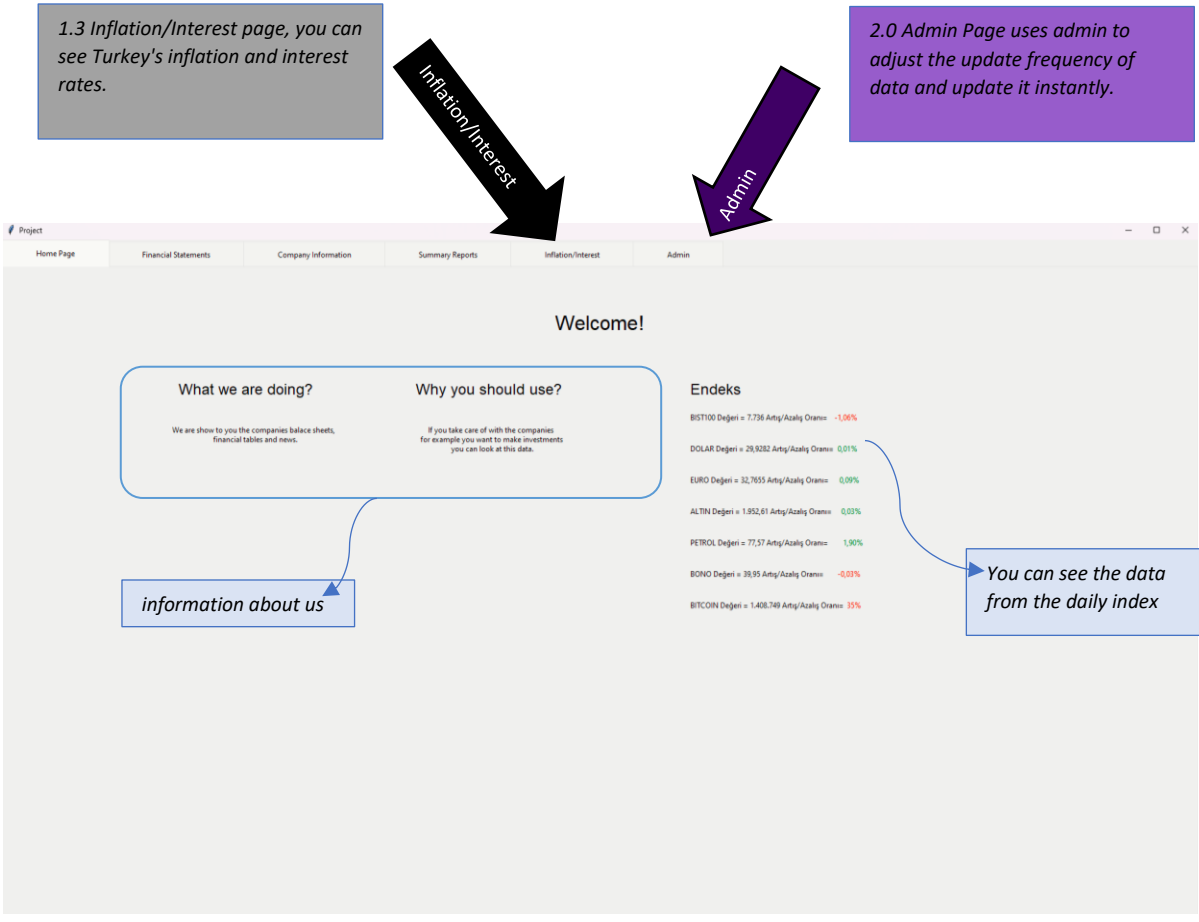 1.3 Inflation/Interest page, you can
see Turkey's inflation and interest
rates.
2.0 Admin Page uses admin to
adjust the update frequency of
data and update it instantly.
Inflation/Interest
Admin
Project
Home Page
Financial Statements
Company Information
Summary Reports
Inflation/Interest
Admin
Welcome!
What we are doing?
We are show to you the companies balace sheets,
financial tables and news.
Why you should use?
If you take care of with the companies
for example you want to make investments
you can look at this data.
Endeks
BIST100 Değeri = 7.736 Artış/Azalış Oranı= -1,06%
DOLAR Değeri = 29,9282 Artış/Azalış Oranı= 0,01%
EURO Değeri = 32,7655 Artış/Azalış Oranı= 0,09%
ALTIN Değeri = 1.952,61 Artış/Azalış Oranı= 0,03%
PETROL Değeri = 77,57 Artış/Azalış Oranı= 1,90%
BONO Değeri = 39,95 Artış/Azalış Oranı= -0,03%
BITCOIN Değeri = 1.408.749 Artış/Azalış Oranı= 35%
information about us
You can see the data
from the daily index